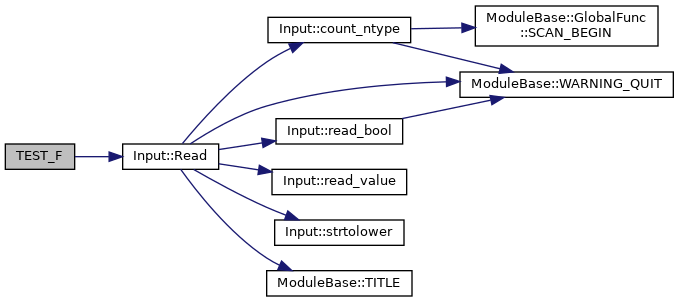 TEST_F
Input::Read
Input::count_ntype
ModuleBase::GlobalFunc
::SCAN_BEGIN
ModuleBase::WARNING_QUIT
Input::read_bool
Input::read_value
Input::strtolower
ModuleBase::TITLE